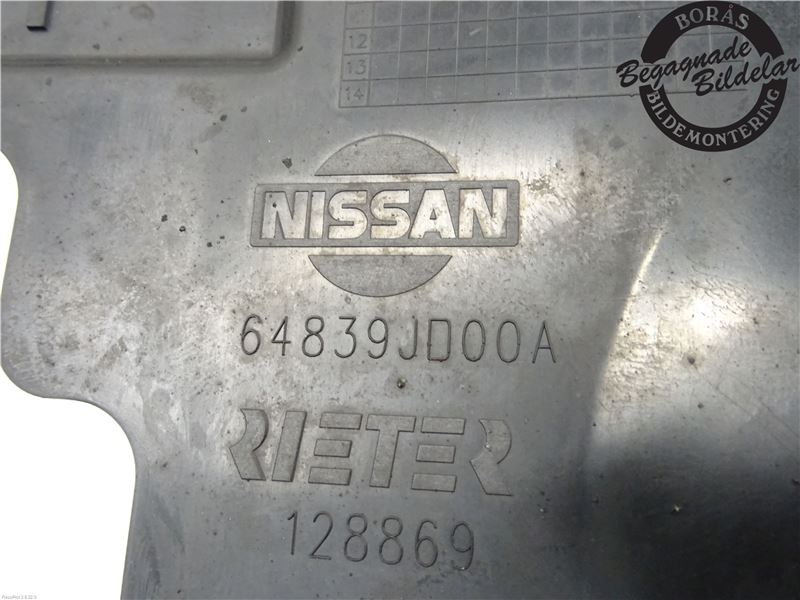 12
13
14
BORÅS
Begagnade
Bildelar
BILDEMONTERING
NISSAN
64839JD00A
RIETER
128869